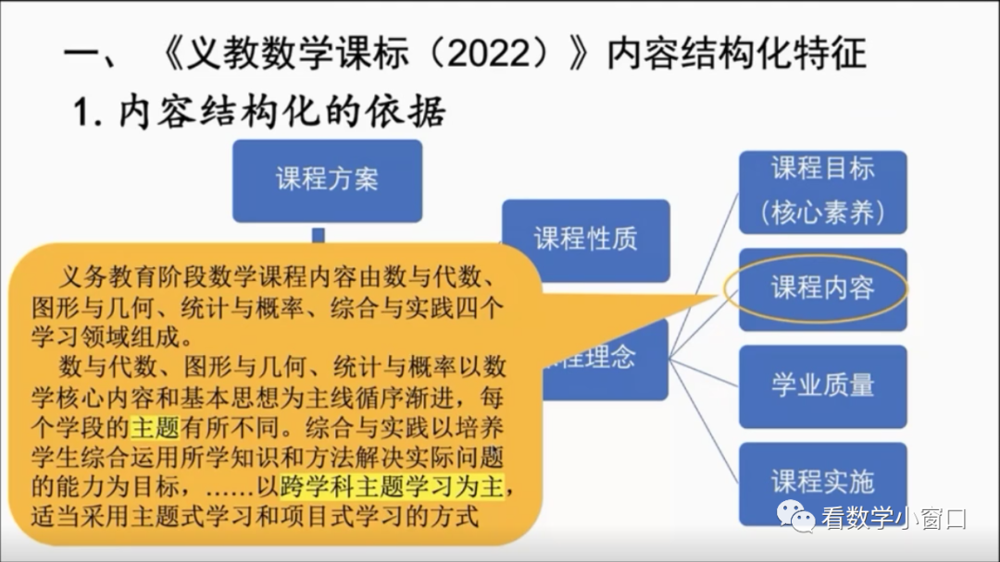 一、《义教数学课标（2022）》内容结构化特征
1.内容结构化的依据
课程方案
课程性质
程理念
课程目标
（核心素养）
课程内容
学业质量
课程实施
义务教育阶段数学课程内容由数与代数、
图形与几何、统计与概率、综合与实践四个
学习领域组成。
数与代数、图形与几何、统计与概率以数
学核心内容和基本思想为主线循序渐进，每
个学段的主题有所不同。综合与实践以培养
学生综合运用所学知识和方法解决实际问题
的能力为目标，……以跨学科主题学习为主，
适当采用主题式学习和项目式学习的方式
看数学小窗口